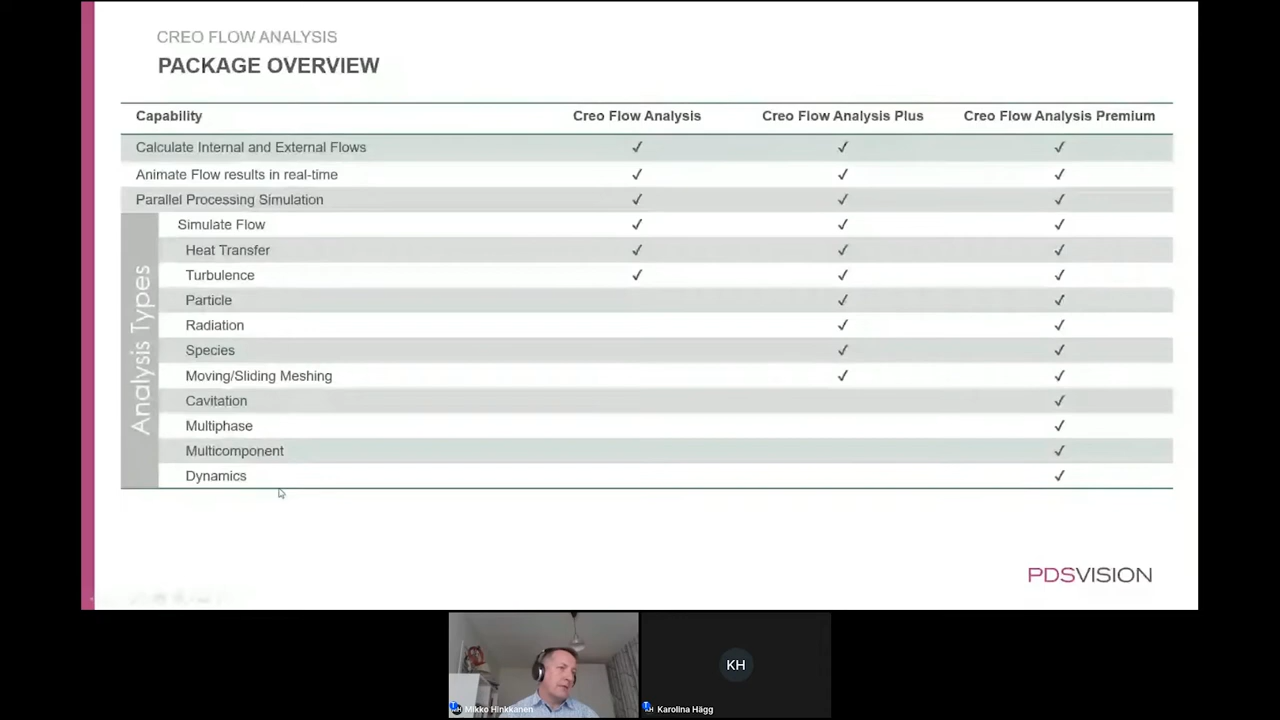 CREO FLOW ANALYSIS
PACKAGE OVERVIEW
Capability Creo Flow Analysis Creo Flow Analysis Plus Creo Flow Analysis Premium
Calculate Internal and External Flows ✓ ✓ ✓
Animate Flow results in real-time ✓ ✓ ✓
Parallel Processing Simulation ✓ ✓ ✓
Analysis Types
Simulate Flow ✓ ✓ ✓
Heat Transfer ✓ ✓ ✓
Turbulence ✓ ✓ ✓
Particle ✓ ✓
Radiation ✓ ✓
Species ✓ ✓
Moving/Sliding Meshing ✓ ✓
Cavitation ✓
Multiphase ✓
Multicomponent ✓
Dynamics ✓
PDSVISION
KH
Mikko Hinkkanen
Karolina Hägg